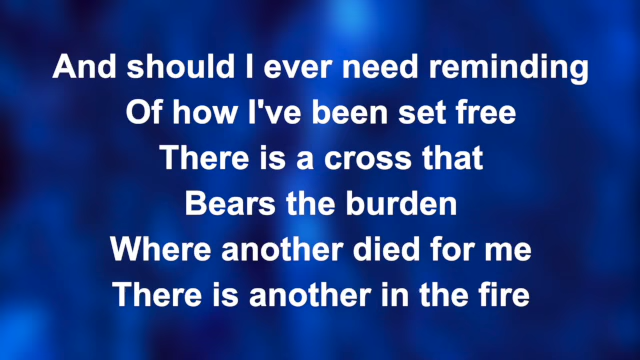 And should I ever need reminding
Of how I've been set free
There is a cross that
Bears the burden
Where another died for me
There is another in the fire